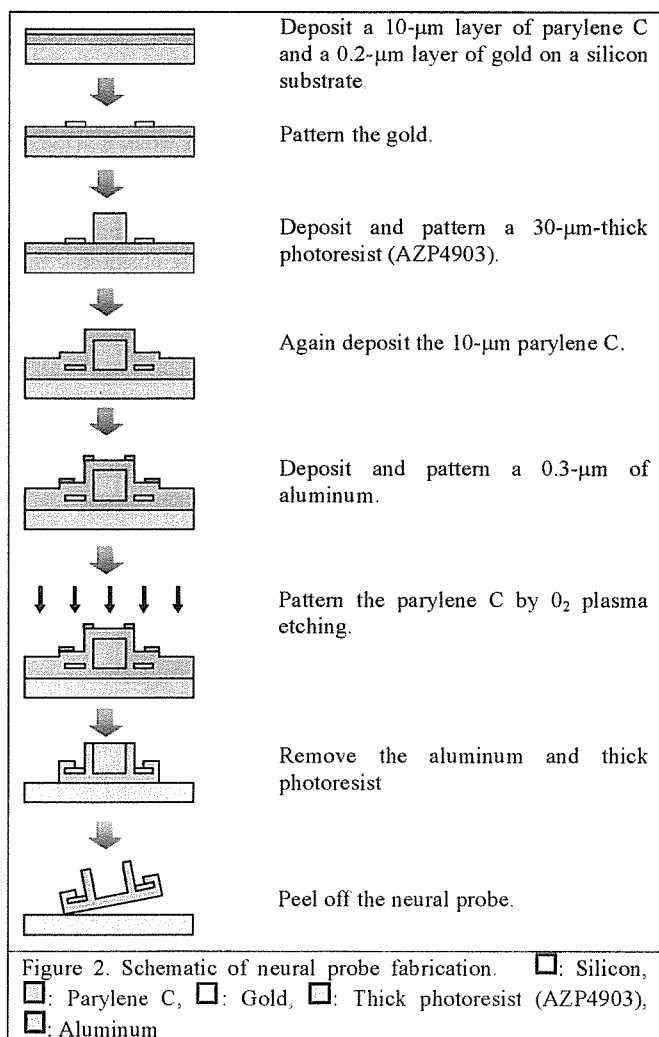 Deposit a 10-μm layer of parylene C
and a 0.2-μm layer of gold on a silicon
substrate
Pattern the gold.
Deposit and pattern a 30-μm-thick
photoresist (AZP4903).
Again deposit the 10-μm parylene C.
Deposit and pattern a 0.3-μm of
aluminum.
Pattern the parylene C by 0₂ plasma
etching.
Remove the aluminum and thick
photoresist
Peel off the neural probe.
Figure 2. Schematic of neural probe fabrication. □: Silicon,
□: Parylene C, □: Gold, □: Thick photoresist (AZP4903),
□: Aluminum